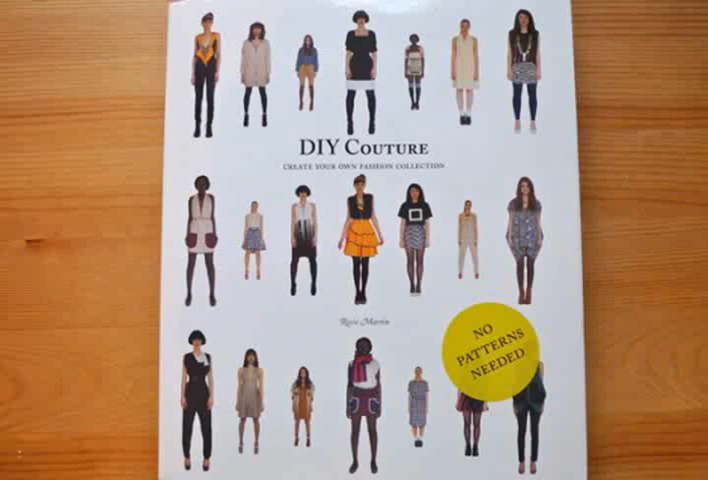 DIY COUTURE
CREATE YOUR OWN FASHION COLLECTION
Rosie Martin
NO
PATTERNS
NEEDED